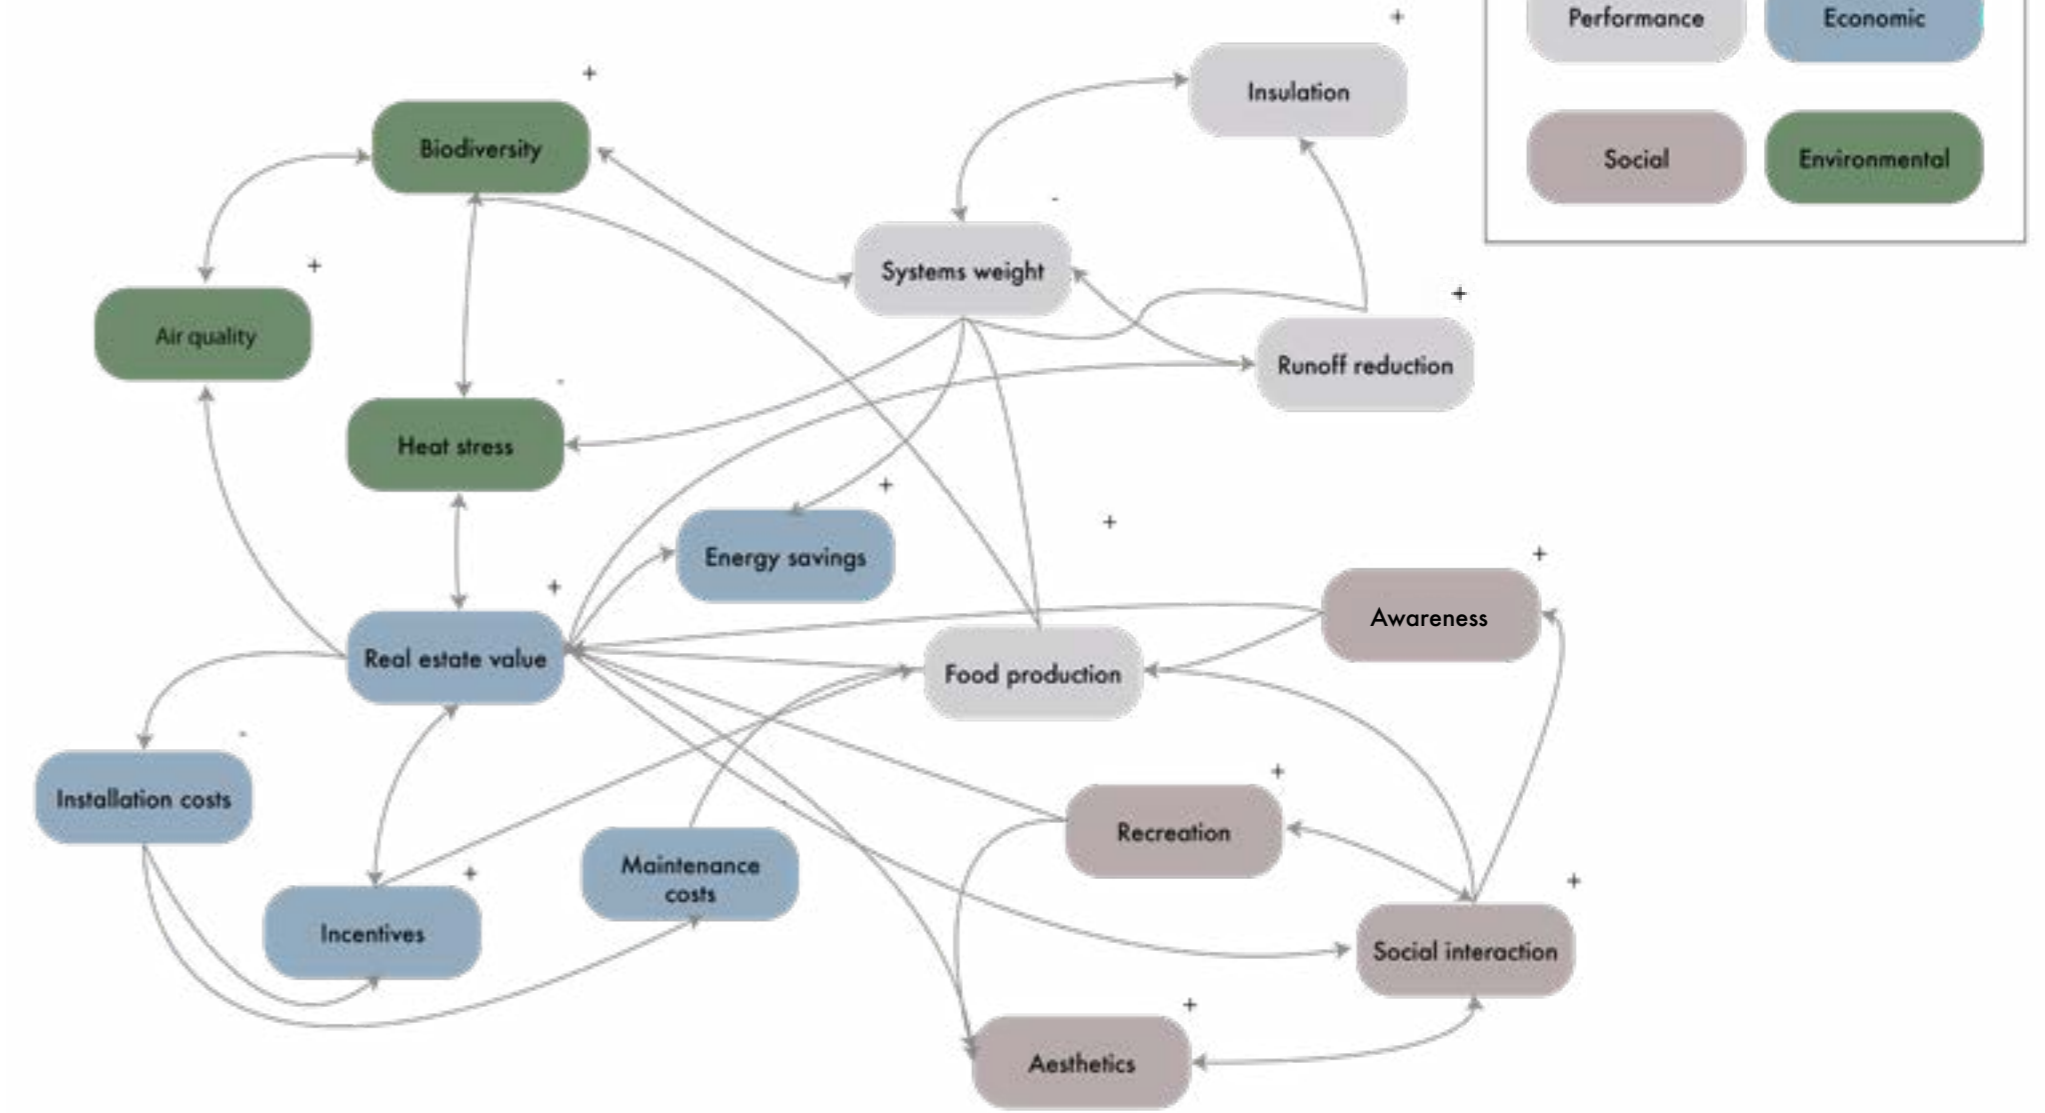 Performance
Economic
+
Insulation
+
Biodiversity
Social
Environmental
-
Systems weight
+
Air quality
+
Runoff reduction
-
Heat stress
+
Energy savings
+
+
Awareness
+
Real estate value
Food production
-
Installation costs
+
Recreation
Maintenance
costs
+
Incentives
+
Social interaction
+
Aesthetics